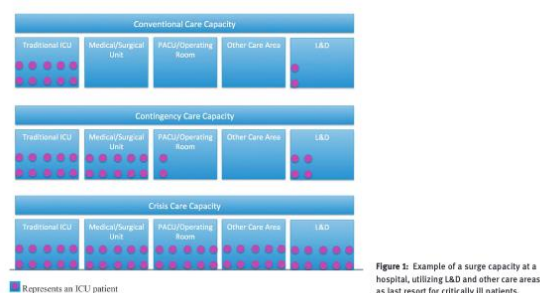 Conventional Care Capacity
Traditional ICU
Medical/Surgical
Unit
PACU/Operating
Room
Other Care Area
L&D
Contingency Care Capacity
Traditional ICU
Medical/Surgical
Unit
PACU/Operating
Room
Other Care Area
L&D
Crisis Care Capacity
Traditional ICU
Medical/Surgical
Unit
PACU/Operating
Room
Other Care Area
L&D
Represents an ICU patient
Figure 1: Example of a surge capacity at a
hospital, utilizing L&D and other care areas
as last resort for critically ill patients